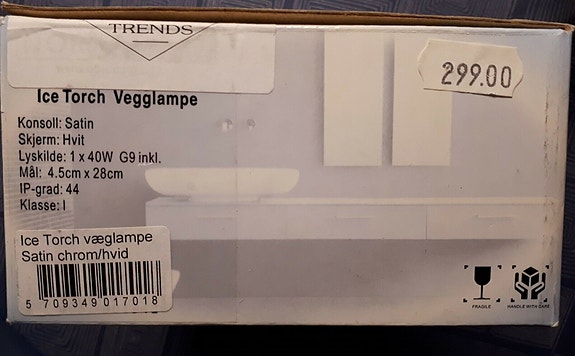 TRENDS
299.00
Ice Torch Vegglampe
Konsoll: Satin
Skjerm: Hvit
Lyskilde: 1 x 40W G9 inkl.
Mål: 4.5cm x 28cm
IP-grad: 44
Klasse: I
Ice Torch væglampe
Satin chrom/hvid
5 709349 017018
FRAGILE
HANDLE WITH CARE